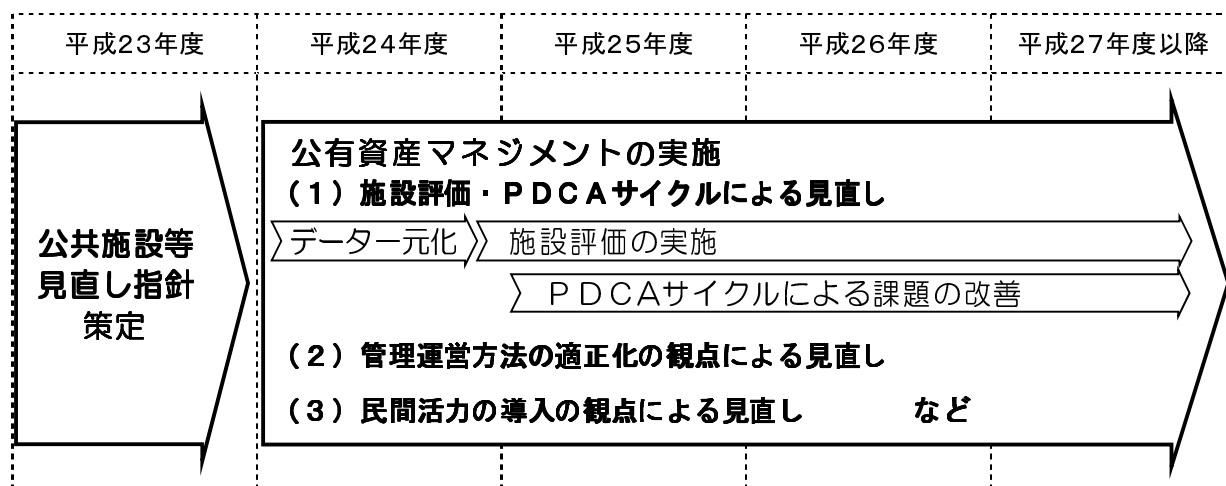 平成23年度 平成24年度 平成25年度 平成26年度 平成27年度以降
公共施設等
見直し指針
策定
公有資産マネジメントの実施
（１）施設評価・ＰＤＣＡサイクルによる見直し
データ一元化 施設評価の実施
ＰＤＣＡサイクルによる課題の改善
（２）管理運営方法の適正化の観点による見直し
（３）民間活力の導入の観点による見直し など